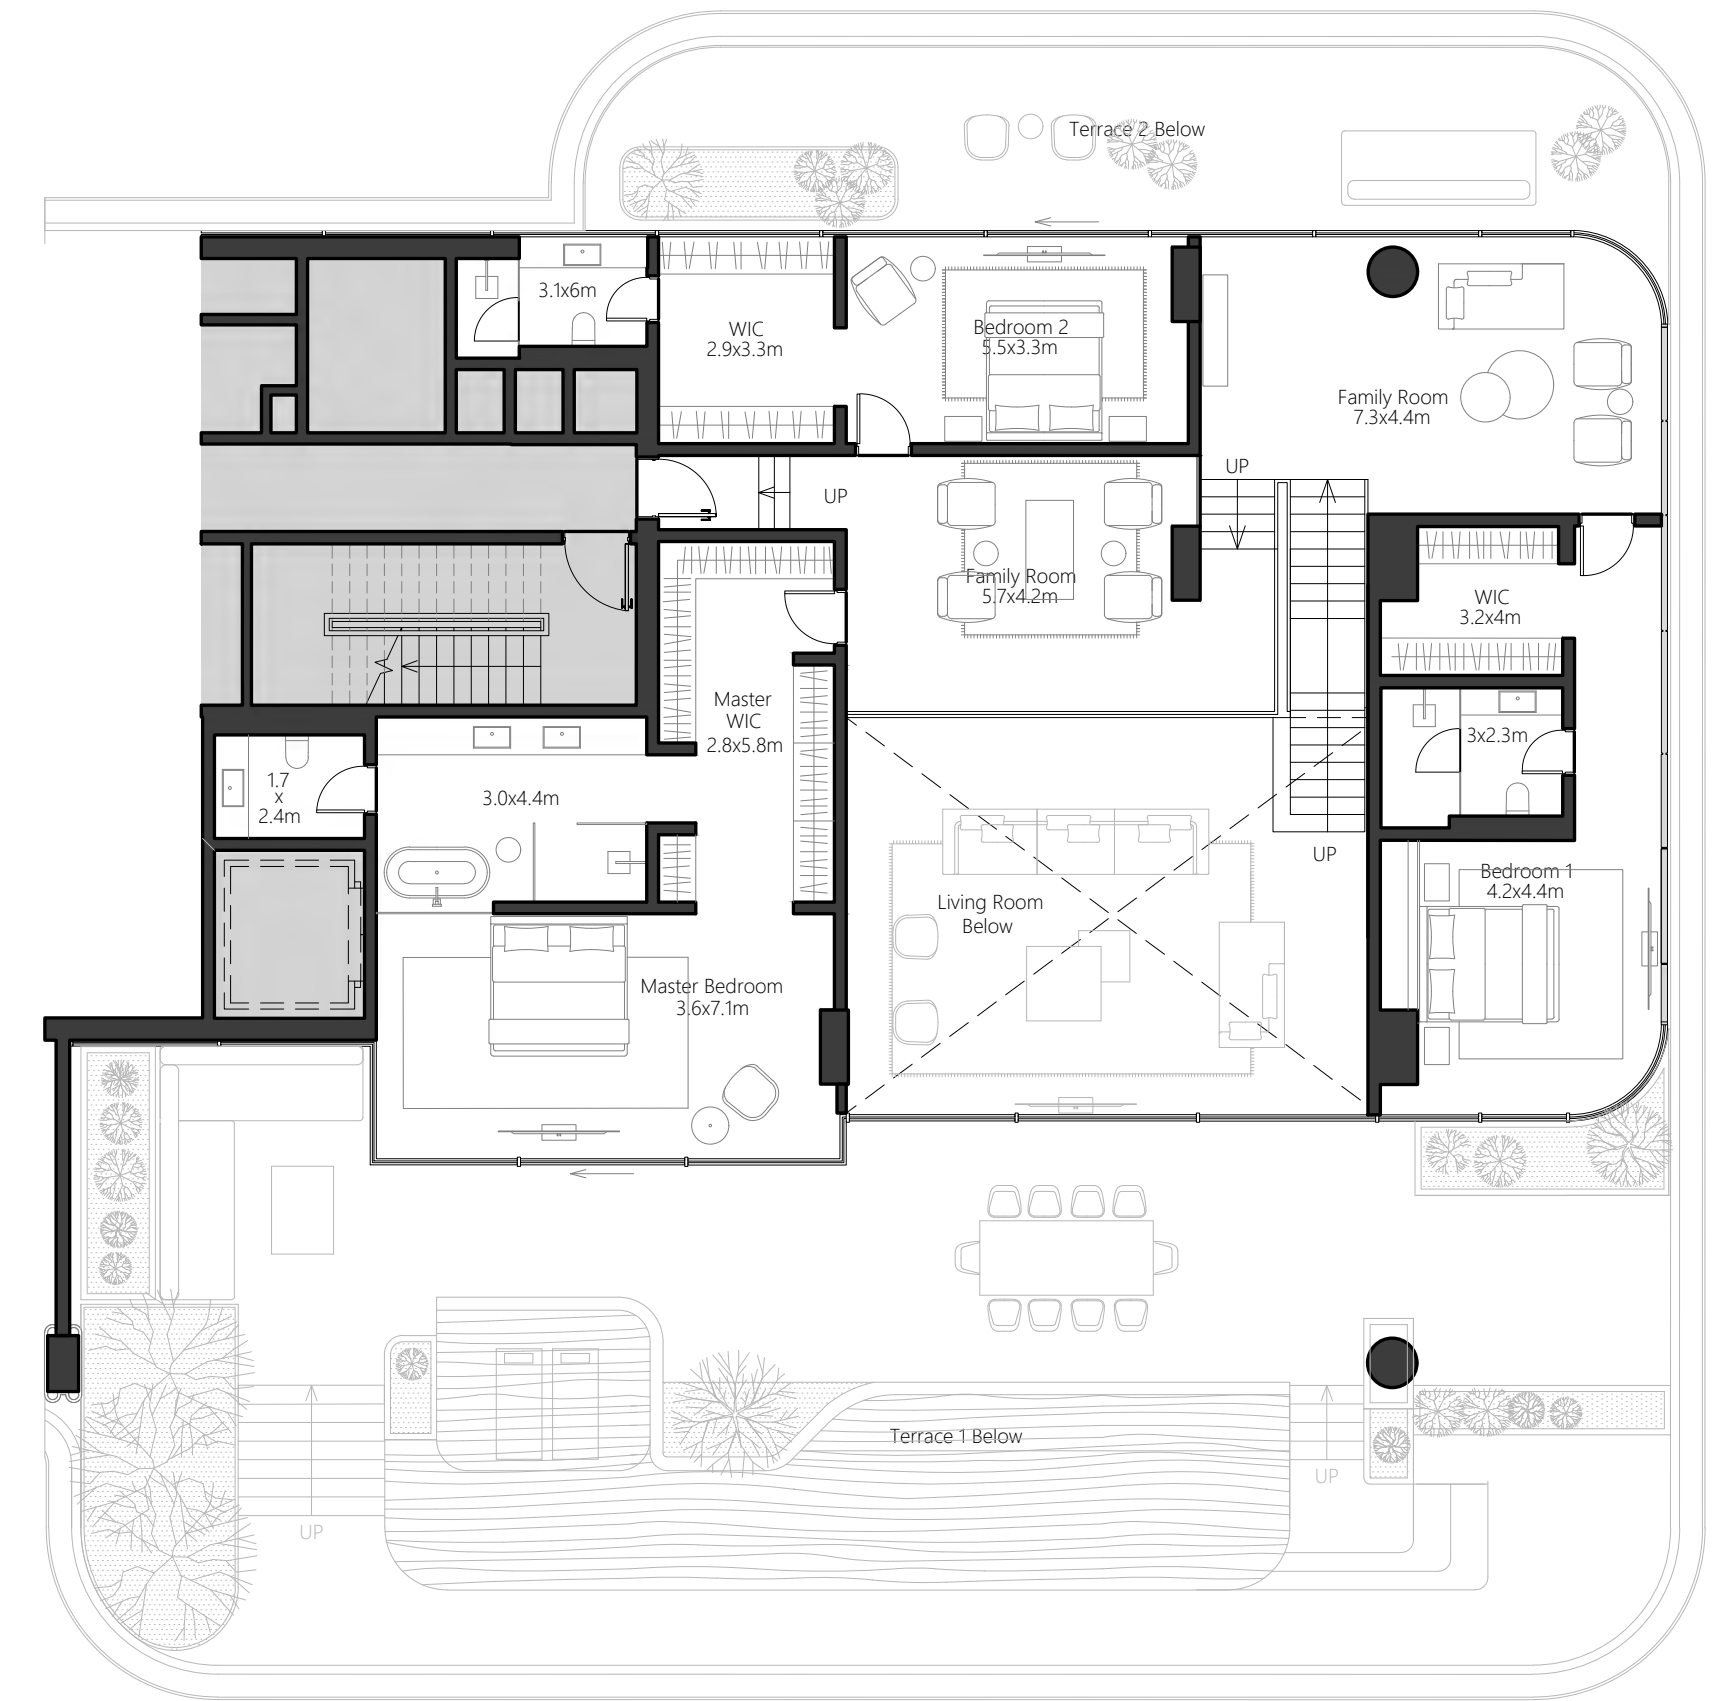 Terrace 2 Below
3.1x6m
WIC
2.9x3.3m
Bedroom 2
5.5x3.3m
Family Room
7.3x4.4m
UP
UP
Family Room
5.7x4.2m
WIC
3.2x4m
Master
WIC
2.8x5.8m
3x2.3m
1.7
x
2.4m
3.0x4.4m
UP
Bedroom 1
4.2x4.4m
Living Room
Below
Master Bedroom
3.6x7.1m
Terrace 1 Below
UP
UP